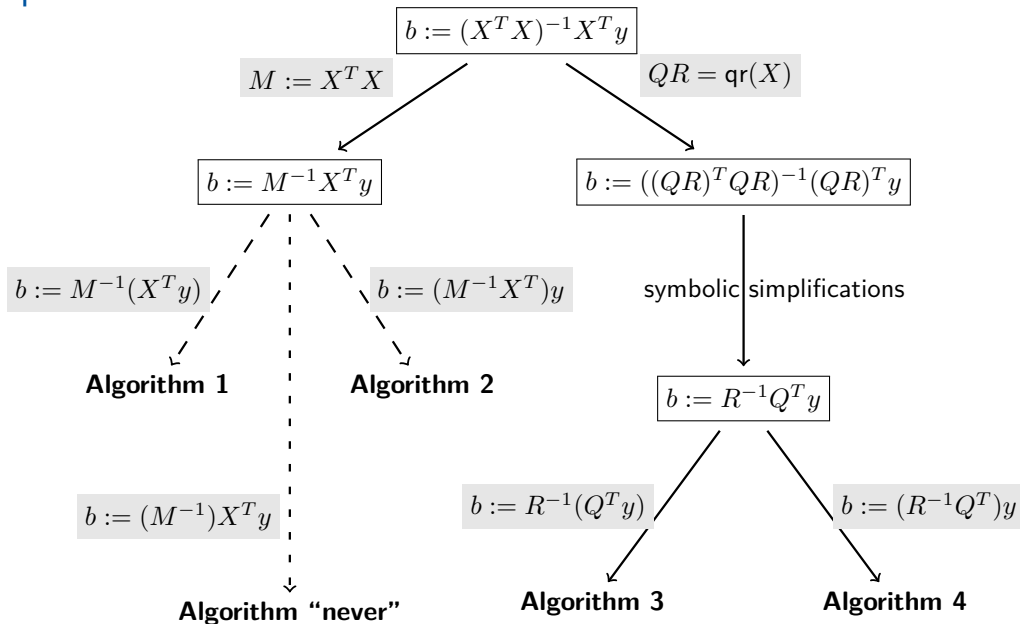 b := (X^T X)^{-1} X^T y
M := X^T X
QR = qr(X)
b := M^{-1} X^T y
b := ((QR)^T QR)^{-1} (QR)^T y
b := M^{-1}(X^T y)
b := (M^{-1} X^T)y
symbolic simplifications
Algorithm 1
Algorithm 2
b := R^{-1} Q^T y
b := (M^{-1})X^T y
b := R^{-1}(Q^T y)
b := (R^{-1} Q^T)y
Algorithm “never”
Algorithm 3
Algorithm 4